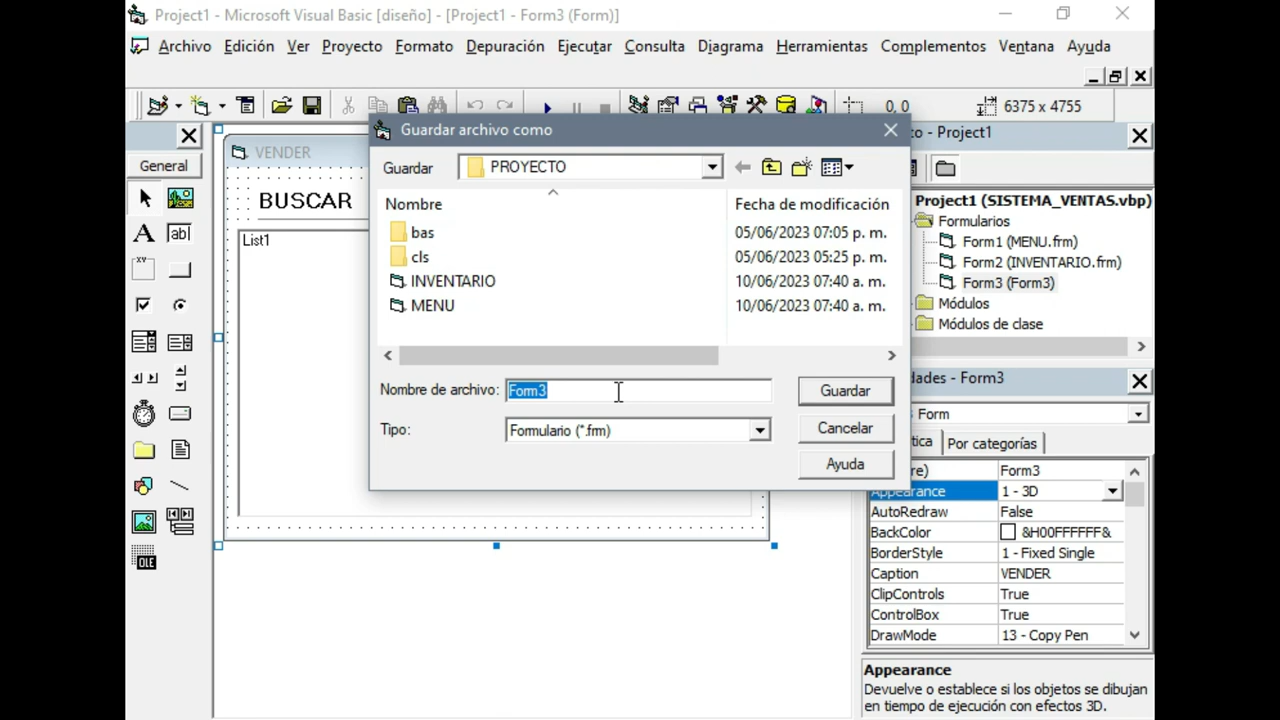 Project1 - Microsoft Visual Basic [diseño] - [Project1 - Form3 (Form)]
Archivo Edición Ver Proyecto Formato Depuración Ejecutar Consulta Diagrama Herramientas Complementos Ventana Ayuda
0, 0 6375 x 4755
General
VENDER
BUSCAR
List1
Guardar archivo como
Guardar PROYECTO
Nombre Fecha de modificación
bas 05/06/2023 07:05 p. m.
cls 05/06/2023 05:25 p. m.
INVENTARIO 10/06/2023 07:40 a. m.
MENU 10/06/2023 07:40 a. m.
Nombre de archivo: Form3 Guardar
Tipo: Formulario (*.frm) Cancelar
Ayuda
to - Project1
Project1 (SISTEMA_VENTAS.vbp)
Formularios
Form1 (MENU.frm)
Form2 (INVENTARIO.frm)
Form3 (Form3)
Módulos
Módulos de clase
dades - Form3
Form
tica Por categorías
re) Form3
Appearance 1 - 3D
AutoRedraw False
BackColor &H00FFFFFF&
BorderStyle 1 - Fixed Single
Caption VENDER
ClipControls True
ControlBox True
DrawMode 13 - Copy Pen
Appearance
Devuelve o establece si los objetos se dibujan
en tiempo de ejecución con efectos 3D.
ab|
XY
OLE